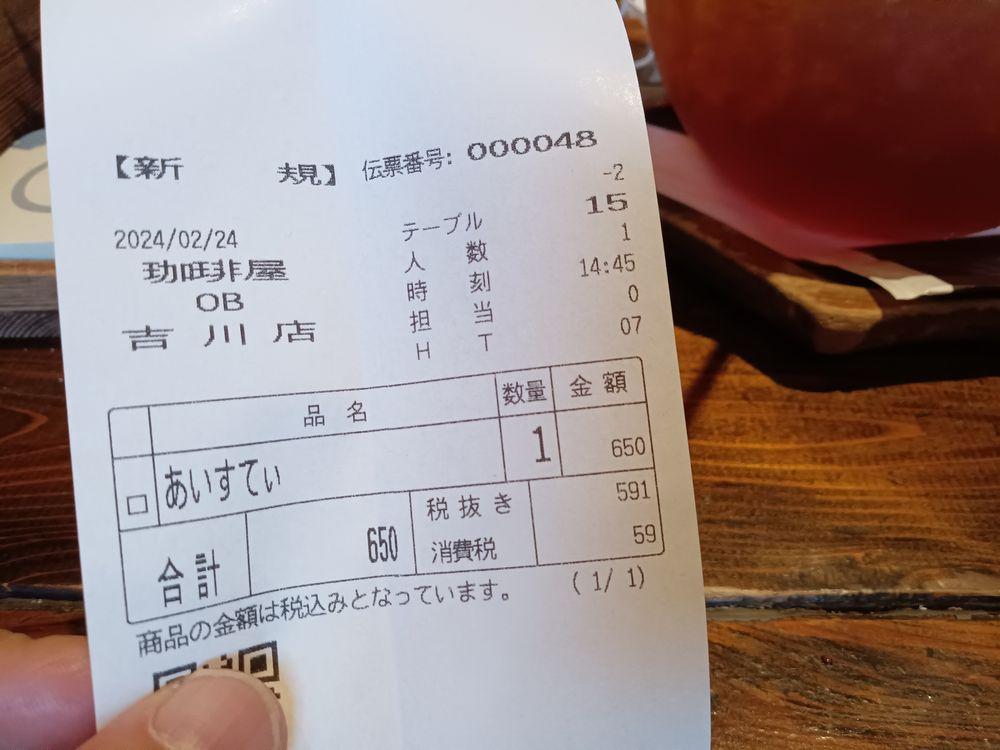 【新　規】 伝票番号: 000048
-2
2024/02/24 テーブル 15
珈琲屋 人数 1
OB 時刻 14:45
吉川店 担当 0
HT 07
品名 数量 金額
□ あいすてぃ 1 650
合計 650 税抜き 591
消費税 59
商品の金額は税込みとなっています。 ( 1/ 1)